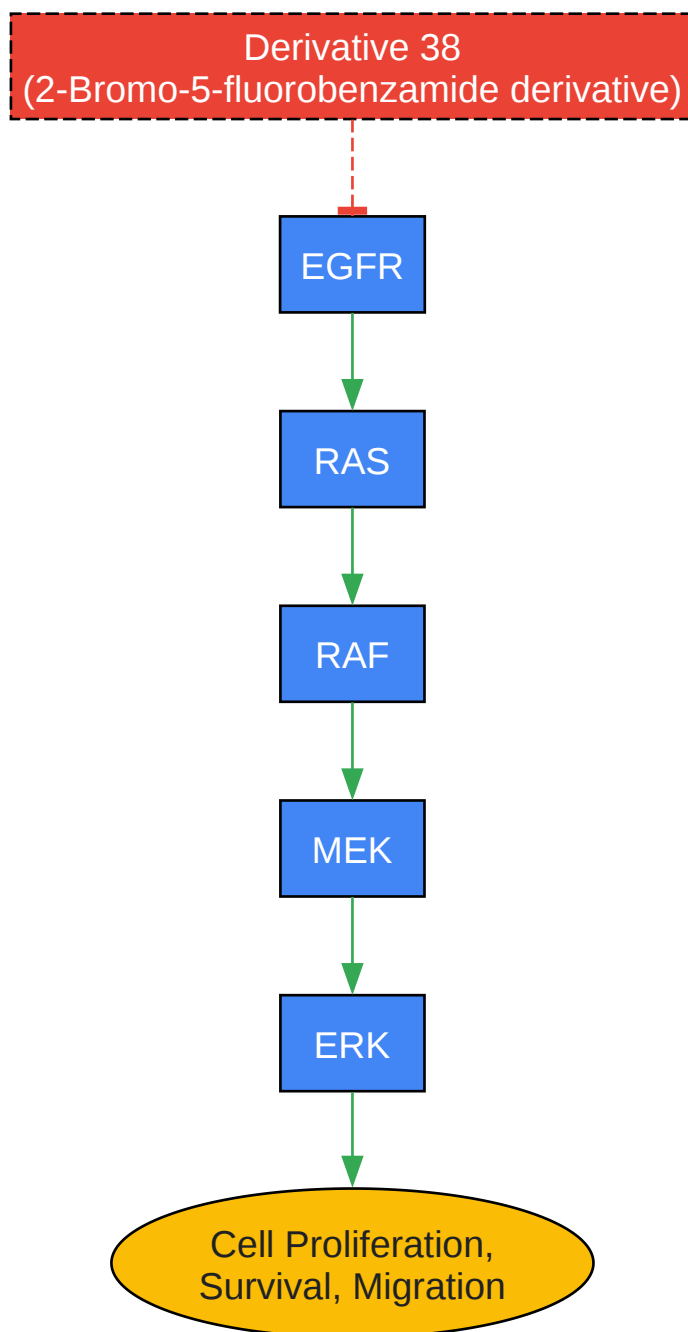 Derivative 38
(2-Bromo-5-fluorobenzamide derivative)
EGFR
RAS
RAF
MEK
ERK
Cell Proliferation,
Survival, Migration